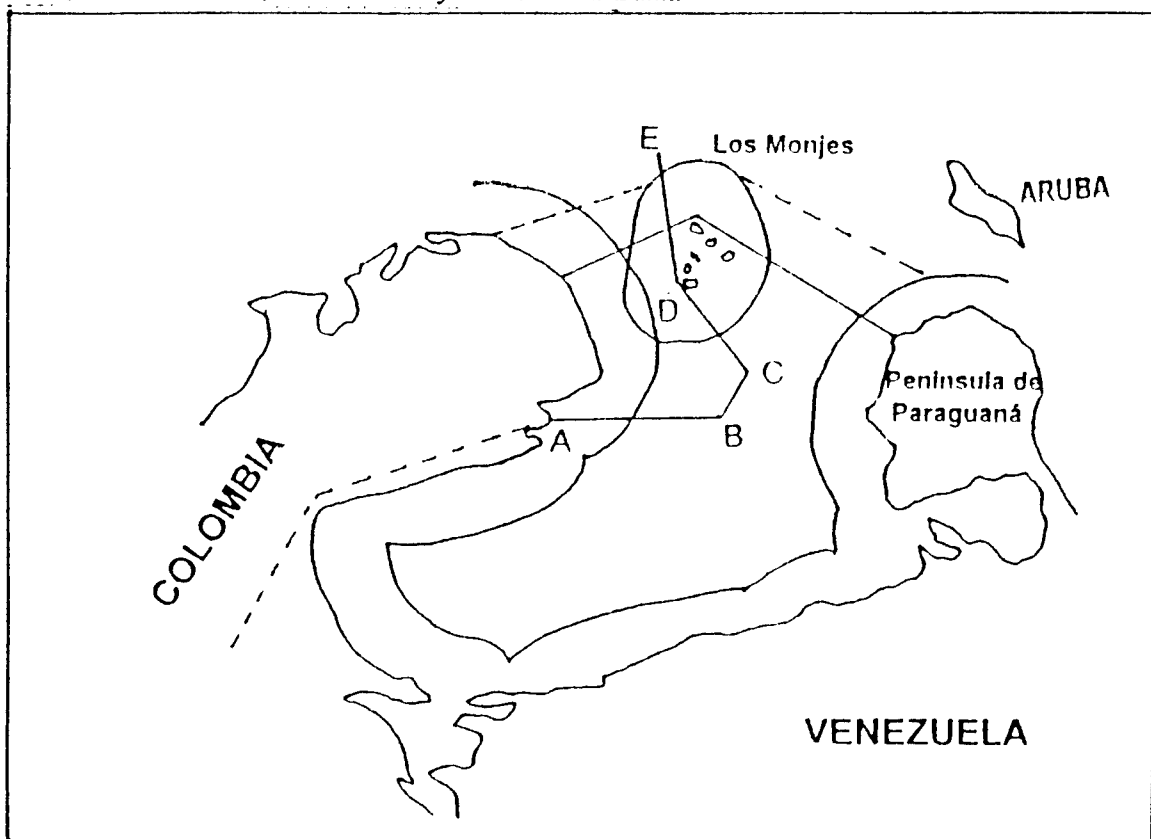 E
Los Monjes
ARUBA
D
C
Peninsula de
Paraguaná
A
B
COLOMBIA
VENEZUELA